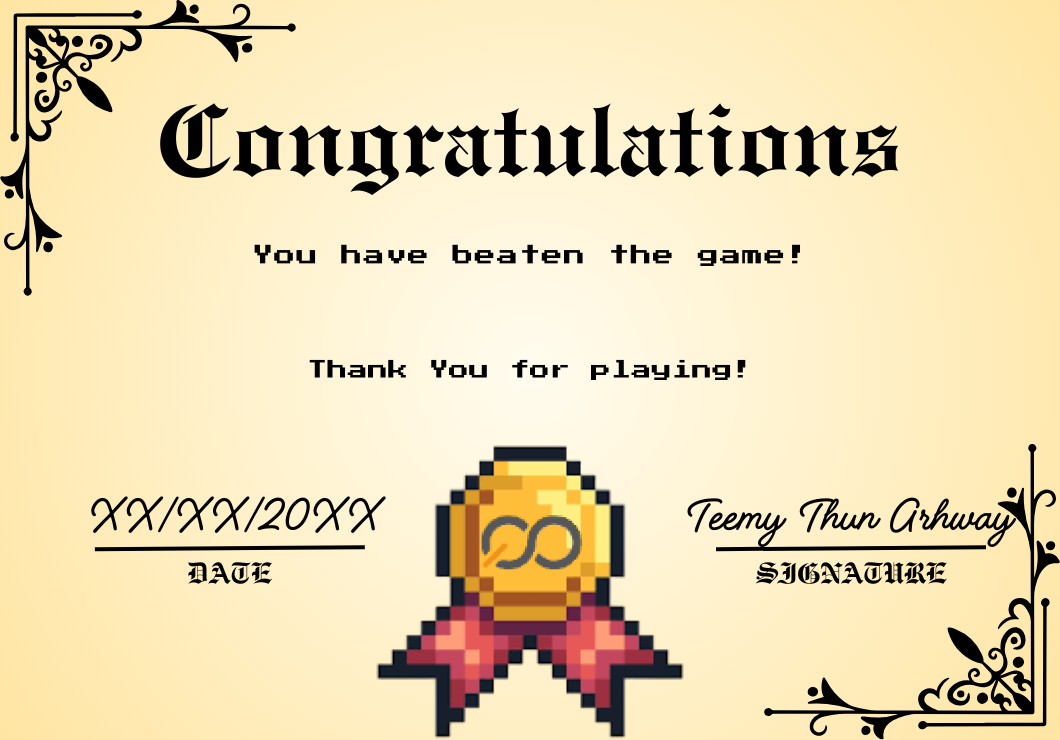 Congratulations
You have beaten the game!
Thank You for playing!
XX/XX/20XX
Teemy Thun Arhway
DATE
SIGNATURE